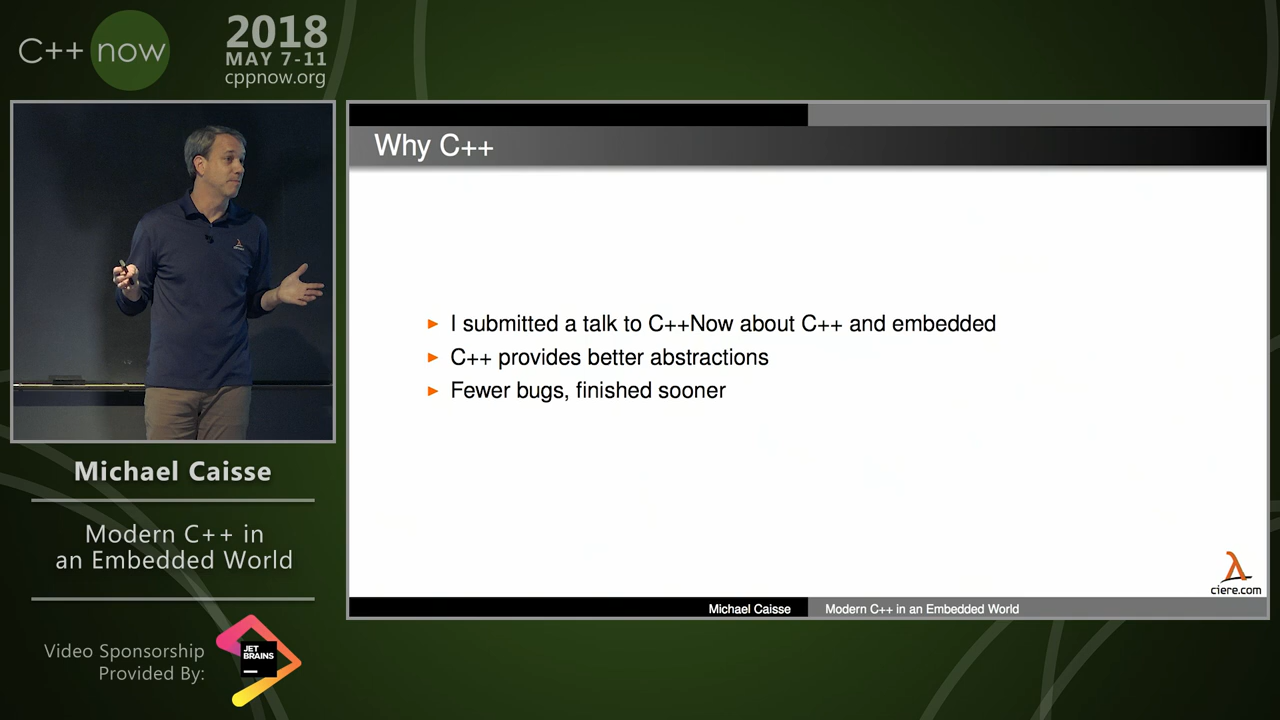 C++ now
2018
MAY 7-11
cppnow.org
Why C++
I submitted a talk to C++Now about C++ and embedded
C++ provides better abstractions
Fewer bugs, finished sooner
λ
ciere.com
Michael Caisse
Modern C++ in an Embedded World
Michael Caisse
Modern C++ in
an Embedded World
Video Sponsorship
Provided By:
JET
BRAINS